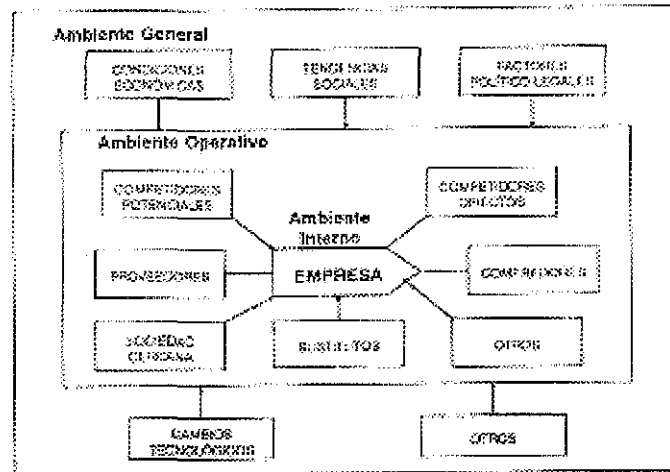 Ambiente General
CONDICIONES
ECONÓMICAS
TENDENCIAS
SOCIALES
FACTORES
POLÍTICO LEGALES
Ambiente Operativo
COMPETIDORES
POTENCIALES
COMPETIDORES
DIRECTOS
Ambiente
Interno
PROVEEDORES
EMPRESA
COMPRADORES
SOCIEDAD
CERCANA
SUSTITUTOS
OTROS
CAMBIOS
TECNOLÓGICOS
OTROS